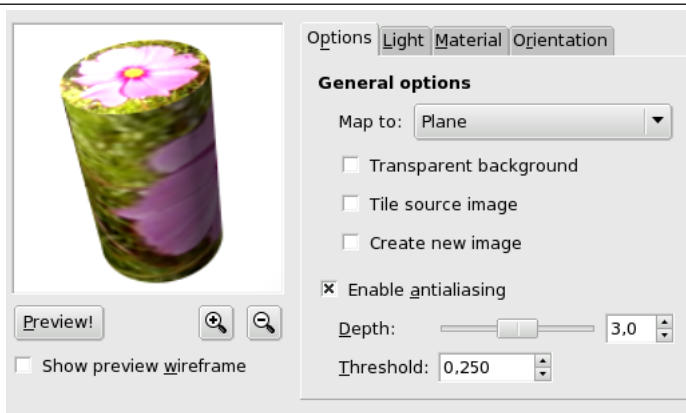 Options Light Material Orientation
General options
Map to: Plane
Transparent background
Tile source image
Create new image
Enable antialiasing
Depth: 3,0
Threshold: 0,250
Preview!
Show preview wireframe